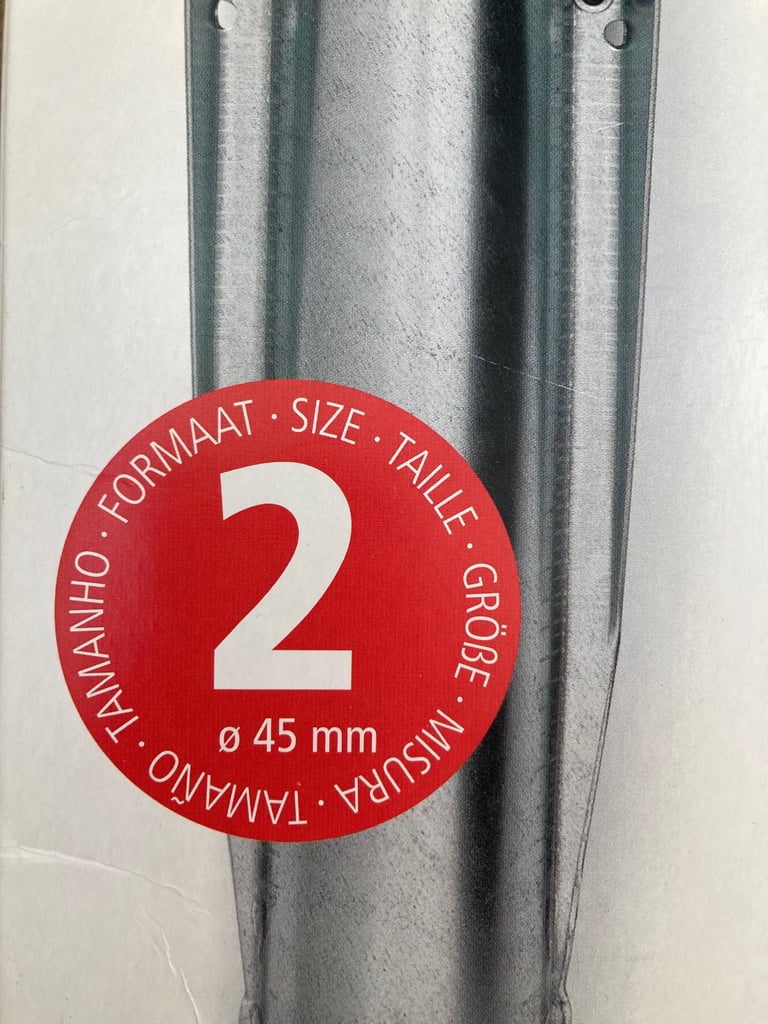 FORMAAT · SIZE · TAILLE · GRÖßE · MISURA · TAMAÑO · TAMANHO ·
2
ø 45 mm